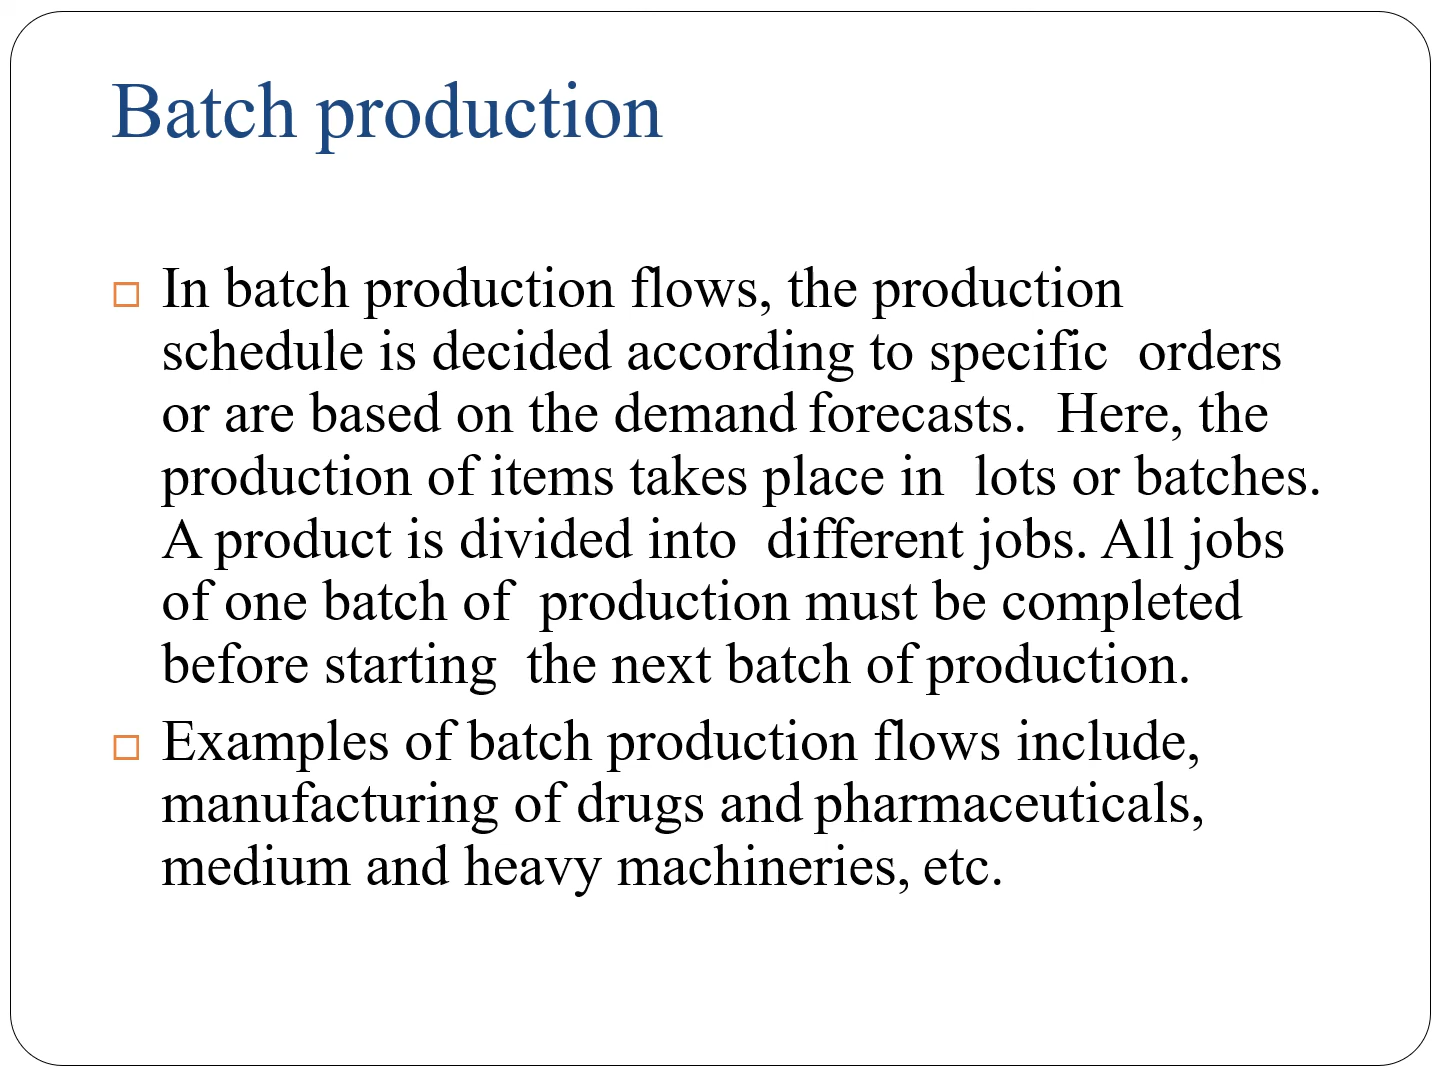 Batch production
In batch production flows, the production
schedule is decided according to specific  orders
or are based on the demand forecasts.  Here, the
production of items takes place in  lots or batches.
A product is divided into  different jobs. All jobs
of one batch of  production must be completed
before starting  the next batch of production.
Examples of batch production flows include,
manufacturing of drugs and pharmaceuticals,
medium and heavy machineries, etc.